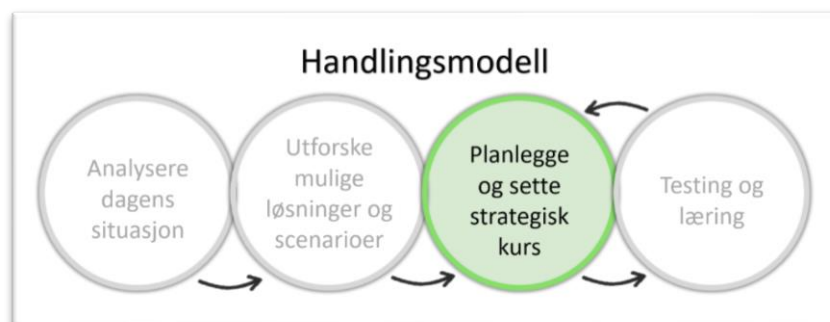 Handlingsmodell
Analysere
dagens
situasjon
Utforske
mulige
løsninger og
scenarioer
Planlegge
og sette
strategisk
kurs
Testing og
læring